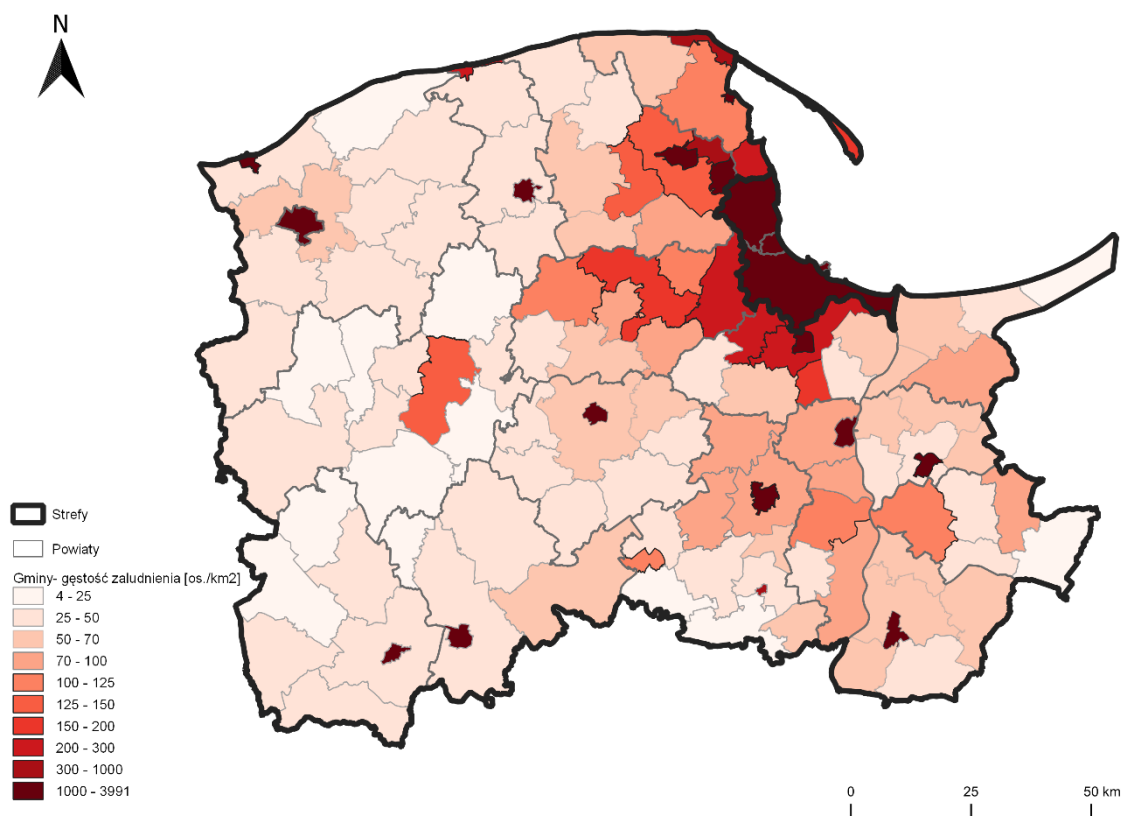 N
Strefy
Powiaty
Gminy- gęstość zaludnienia [os./km2]
4 - 25
25 - 50
50 - 70
70 - 100
100 - 125
125 - 150
150 - 200
200 - 300
300 - 1000
1000 - 3991
0 25 50 km